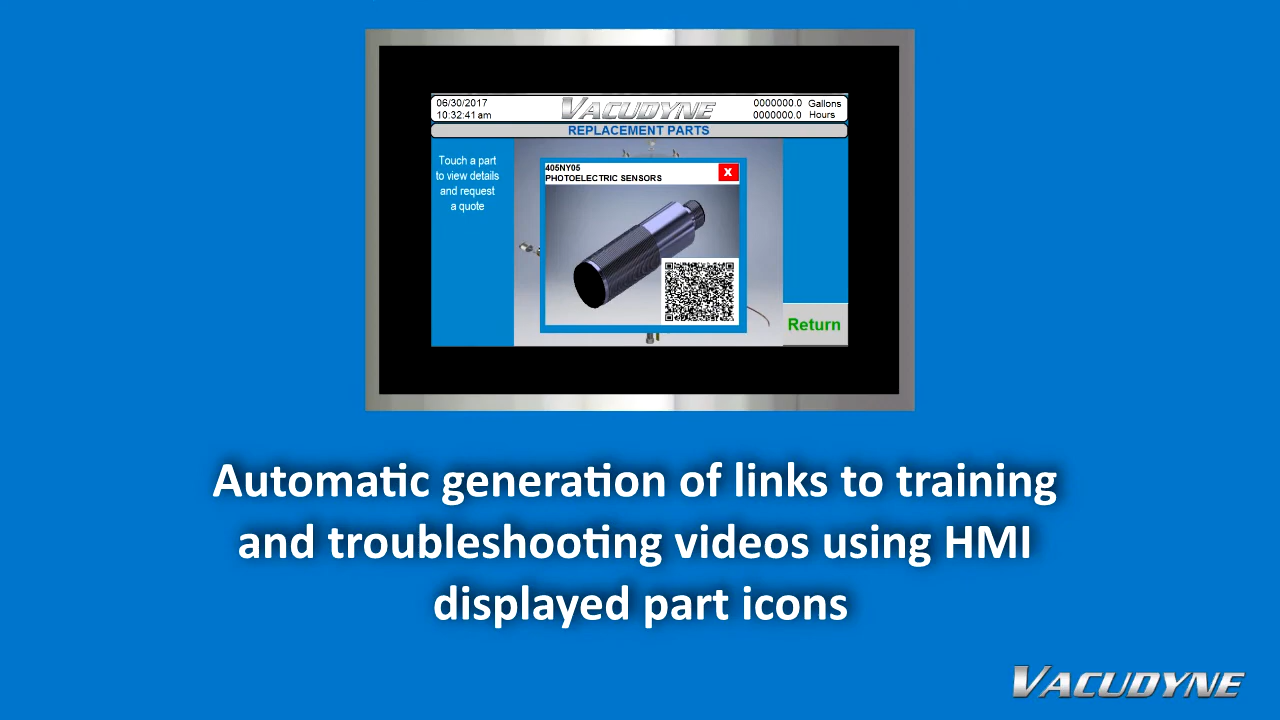 06/30/2017
10:32:41 am
VACUDYNE
0000000.0 Gallons
0000000.0 Hours
REPLACEMENT PARTS
Touch a part
to view details
and request
a quote
405NY05
PHOTOELECTRIC SENSORS
X
Return
Automatic generation of links to training
and troubleshooting videos using HMI
displayed part icons
VACUDYNE